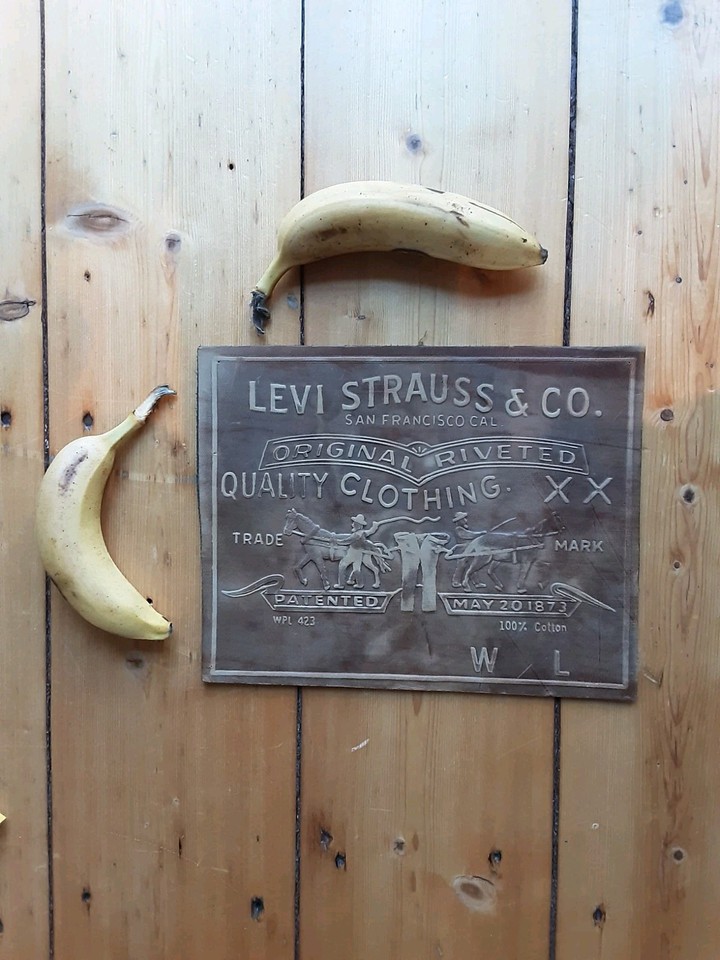 LEVI STRAUSS & CO.
SAN FRANCISCO CAL.
ORIGINAL RIVETED
QUALITY CLOTHING. XX
TRADE MARK
PATENTED MAY 20 1873
WPL 423 100% Cotton
W L